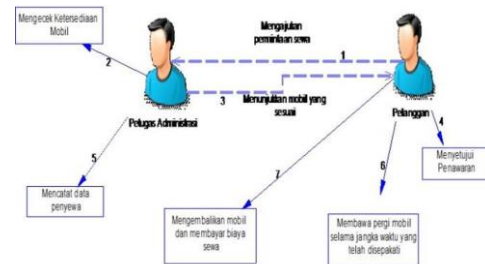 Mengecek Ketersediaan
Mobil
Mengajukan
permintaan sewa
1
2
3
Menunjukkan mobil yang
sesuai
Petugas Administrasi
Pelanggan
4
Menyetujui
Penawaran
5
6
7
Mencatat data
penyewa
Mengembalikan mobil
dan membayar biaya
sewa
Membawa pergi mobil
selama jangka waktu yang
telah disepakati